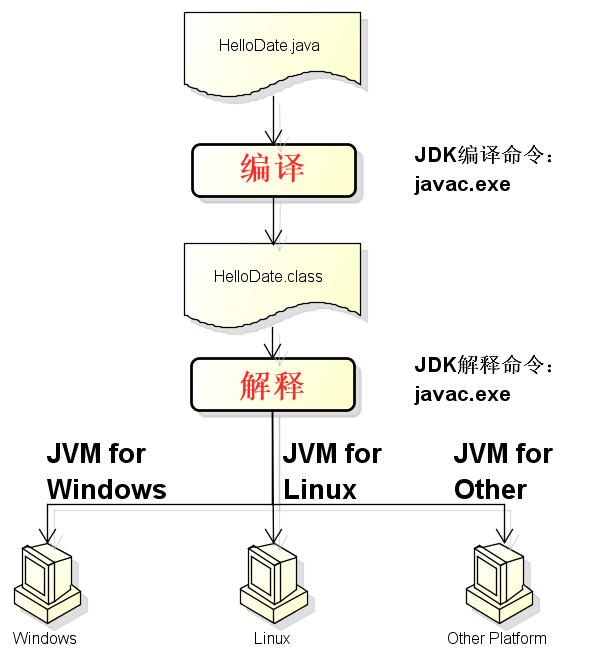 HelloDate.java
编译
JDK编译命令：
javac.exe
HelloDate.class
解释
JDK解释命令：
javac.exe
JVM for
Windows
JVM for
Linux
JVM for
Other
Windows
Linux
Other Platform